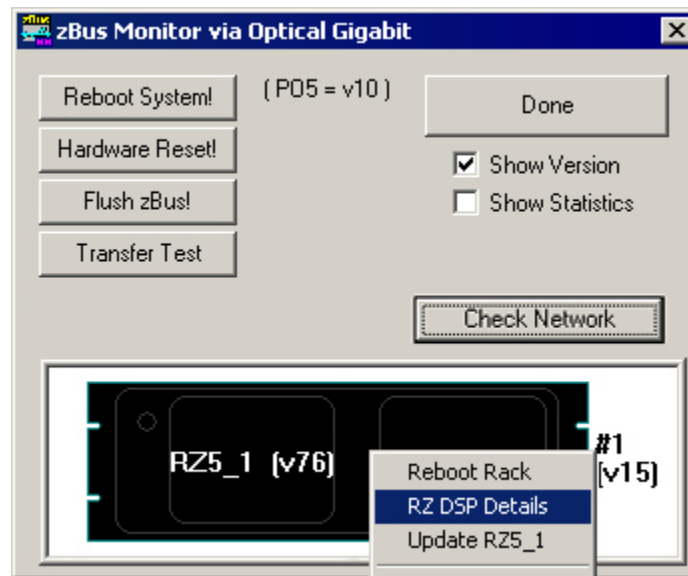 zBus Monitor via Optical Gigabit
Reboot System!
( PO5 = v10 )
Done
Hardware Reset!
Show Version
Flush zBus!
Show Statistics
Transfer Test
Check Network
RZ5_1 (v76)
#1
(v15)
Reboot Rack
RZ DSP Details
Update RZ5_1